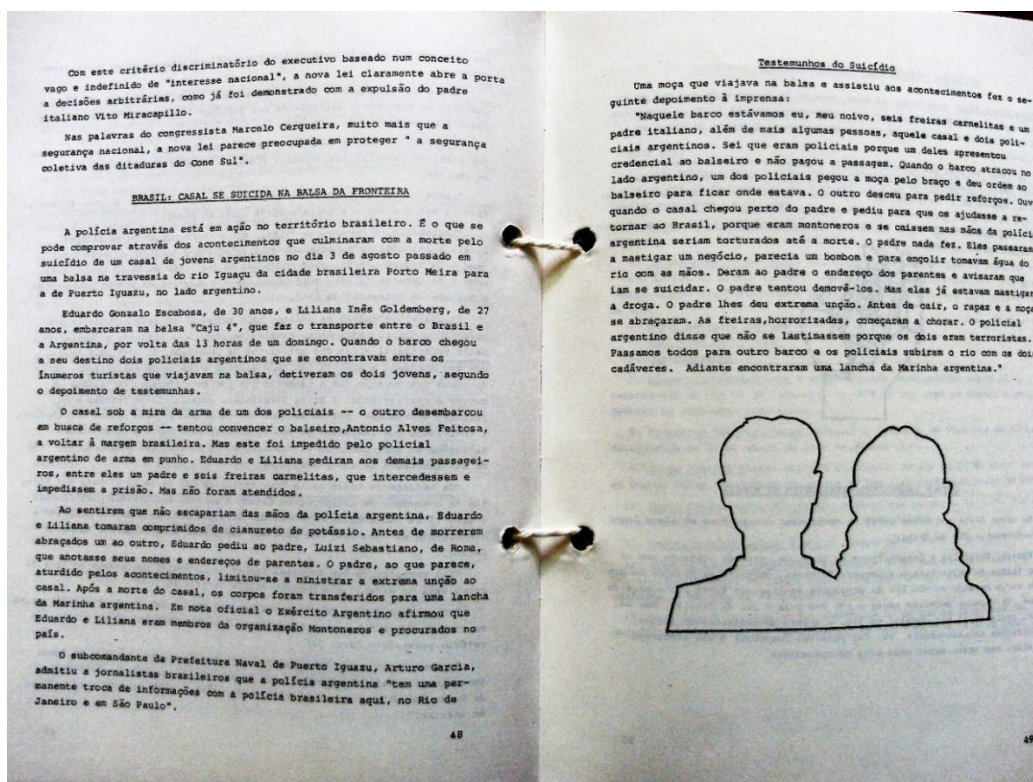 Com este critério discriminatório do executivo baseado num conceito
vago e indefinido de "interesse nacional", a nova lei claramente abre a porta
a decisões arbitrárias, como já foi demonstrado com a expulsão do padre
italiano Vito Miracapillo.
Nas palavras do congressista Marcelo Cerqueira, muito mais que a
segurança nacional, a nova lei parece preocupada em proteger " a segurança
coletiva das ditaduras do Cone Sul".
BRASIL: CASAL SE SUICIDA NA BALSA DA FRONTEIRA
A polícia argentina está em ação no território brasileiro. É o que se
pode comprovar através dos acontecimentos que culminaram com a morte pelo
suicídio de um casal de jovens argentinos no dia 3 de agosto passado em
uma balsa na travessia do rio Iguaçu da cidade brasileira Porto Meira para
a de Puerto Iguazu, no lado argentino.
Eduardo Gonzalo Escabosa, de 30 anos, e Liliana Inês Goldemberg, de 27
anos, embarcaram na balsa "Caju 4", que faz o transporte entre o Brasil e
a Argentina, por volta das 13 horas de um domingo. Quando o barco chegou
a seu destino dois policiais argentinos que se encontravam entre os
ínumeros turistas que viajavam na balsa, detiveram os dois jovens, segundo
o depoimento de testemunhas.
O casal sob a mira da arma de um dos policiais -- o outro desembarcou
em busca de reforços -- tentou convencer o balseiro,Antonio Alves Feitosa,
a voltar à margem brasileira. Mas este foi impedido pelo policial
argentino de arma em punho. Eduardo e Liliana pediram aos demais passagei-
ros, entre eles um padre e seis freiras carmelitas, que intercedessem e
impedissem a prisão. Mas não foram atendidos.
Ao sentirem que não escapariam das mãos da polícia argentina, Eduardo
e Liliana tomaram comprimidos de cianureto de potássio. Antes de morrerem
abraçados um ao outro, Eduardo pediu ao padre, Luizi Sebastiano, de Roma,
que anotasse seus nomes e endereços de parentes. O padre, ao que parece,
aturdido pelos acontecimentos, limitou-se a ministrar a extrema unção ao
casal. Após a morte do casal, os corpos foram transferidos para uma lancha
da Marinha argentina. Em nota oficial o Exército Argentino afirmou que
Eduardo e Liliana eram membros da organização Montoneros e procurados no
país.
O subcomandante da Prefeitura Naval de Puerto Iguazu, Arturo Garcia,
admitiu a jornalistas brasileiros que a polícia argentina "tem uma per-
manente troca de informações com a polícia brasileira aqui, no Rio de
Janeiro e em São Paulo".
48
Testemunhos do Suicídio
Uma moça que viajava na balsa e assistiu aos acontecimentos fez o se-
guinte depoimento à imprensa:
"Naquele barco estávamos eu, meu noivo, seis freiras carmelitas e um
padre italiano, além de mais algumas pessoas, aquele casal e dois poli-
ciais argentinos. Sei que eram policiais porque um deles apresentou
credencial ao balseiro e não pagou a passagem. Quando o barco atracou no
lado argentino, um dos policiais pegou a moça pelo braço e deu ordem ao
balseiro para ficar onde estava. O outro desceu para pedir reforços. Ouvi
quando o casal chegou perto do padre e pediu para que os ajudasse a re-
tornar ao Brasil, porque eram montoneros e se caissem nas mãos da polícia
argentina seriam torturados até a morte. O padre nada fez. Eles passaram
a mastigar um negócio, parecia um bombom e para engolir tomavam água do
rio com as mãos. Deram ao padre o endereço dos parentes e avisaram que
iam se suicidar. O padre tentou demovê-los. Mas eles já estavam mastigan
a droga. O padre lhes deu extrema unção. Antes de cair, o rapaz e a moça
se abraçaram. As freiras,horrorizadas, começaram a chorar. O policial
argentino disse que não se lastimassem porque os dois eram terroristas.
Passamos todos para outro barco e os policiais subiram o rio com os dois
cadáveres. Adiante encontraram uma lancha da Marinha argentina."
49